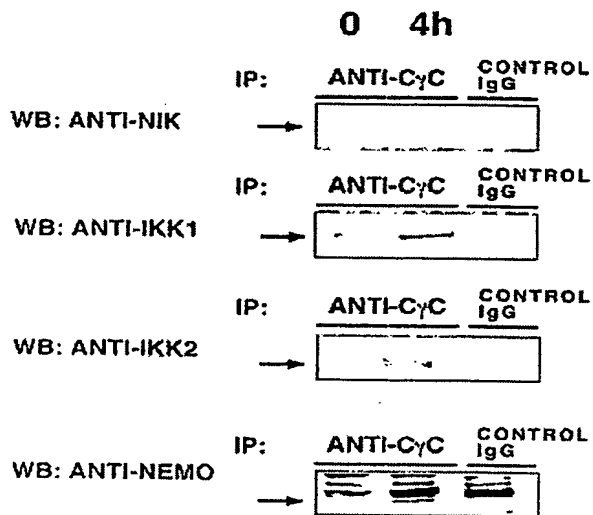 0 4h
IP: ANTI-CγC CONTROL IgG
WB: ANTI-NIK
IP: ANTI-CγC CONTROL IgG
WB: ANTI-IKK1
IP: ANTI-CγC CONTROL IgG
WB: ANTI-IKK2
IP: ANTI-CγC CONTROL IgG
WB: ANTI-NEMO